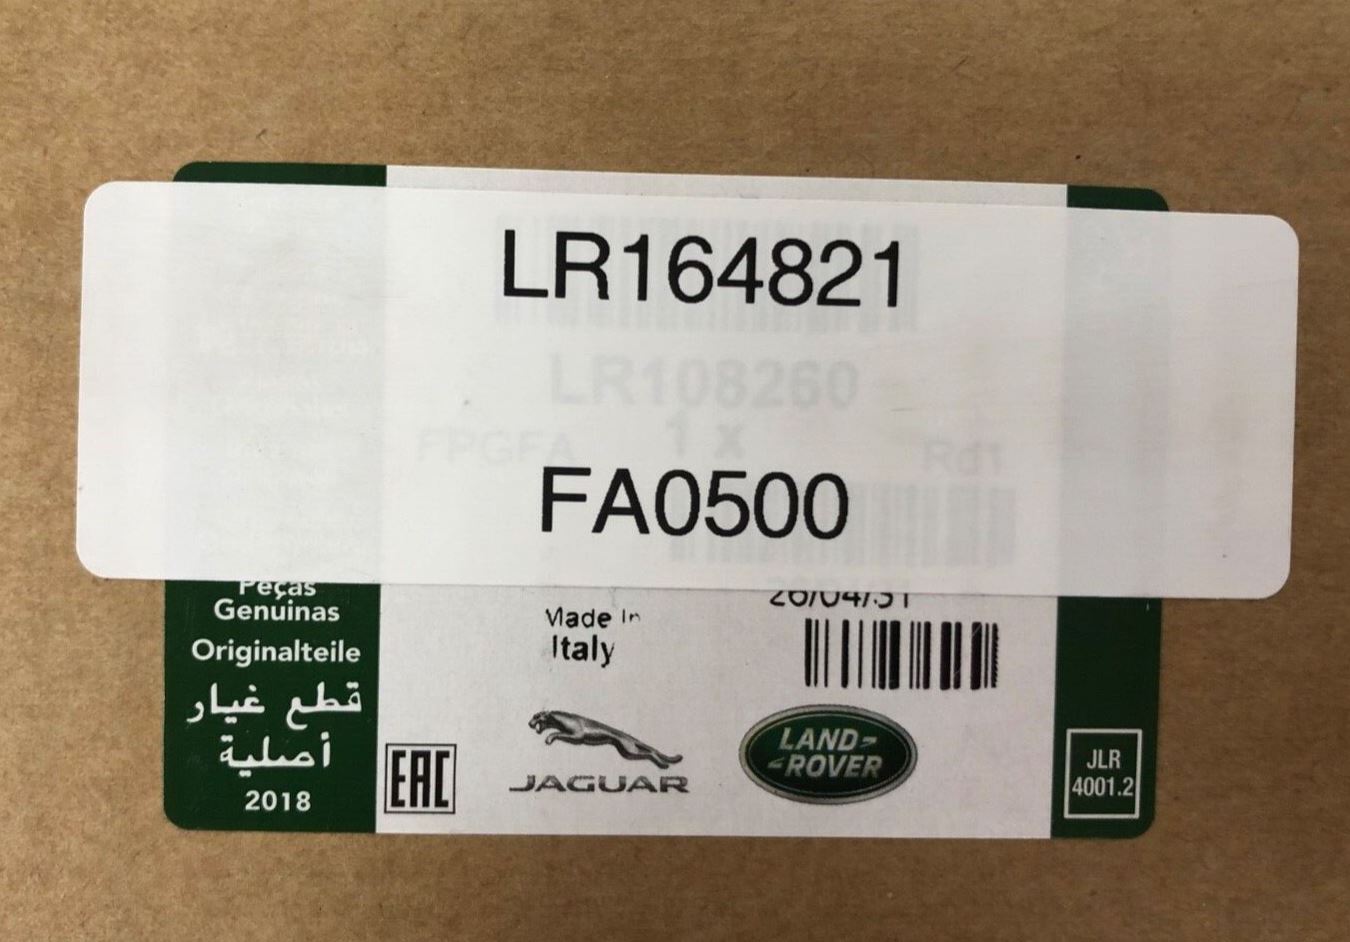 LR164821
LR108260
FPGFA 1 x Rd1
FA0500
Peças
Genuinas
Originalteile
قطع غيار
أصلية
2018
26/04/31
Made In
Italy
EAC
JAGUAR
LAND-
-ROVER
JLR
4001.2